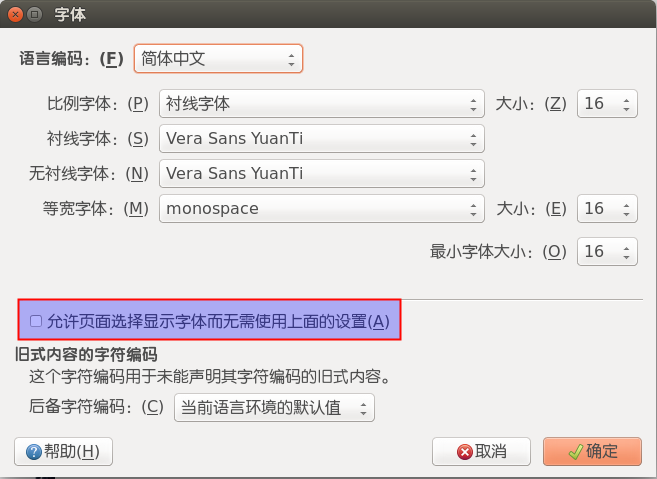 字体
语言编码：(F) 简体中文
比例字体：(P) 衬线字体 大小：(Z) 16
衬线字体：(S) Vera Sans YuanTi
无衬线字体：(N) Vera Sans YuanTi
等宽字体：(M) monospace 大小：(E) 16
最小字体大小：(O) 16
允许页面选择显示字体而无需使用上面的设置(A)
旧式内容的字符编码
这个字符编码用于未能声明其字符编码的旧式内容。
后备字符编码：(C) 当前语言环境的默认值
帮助(H) 取消 确定